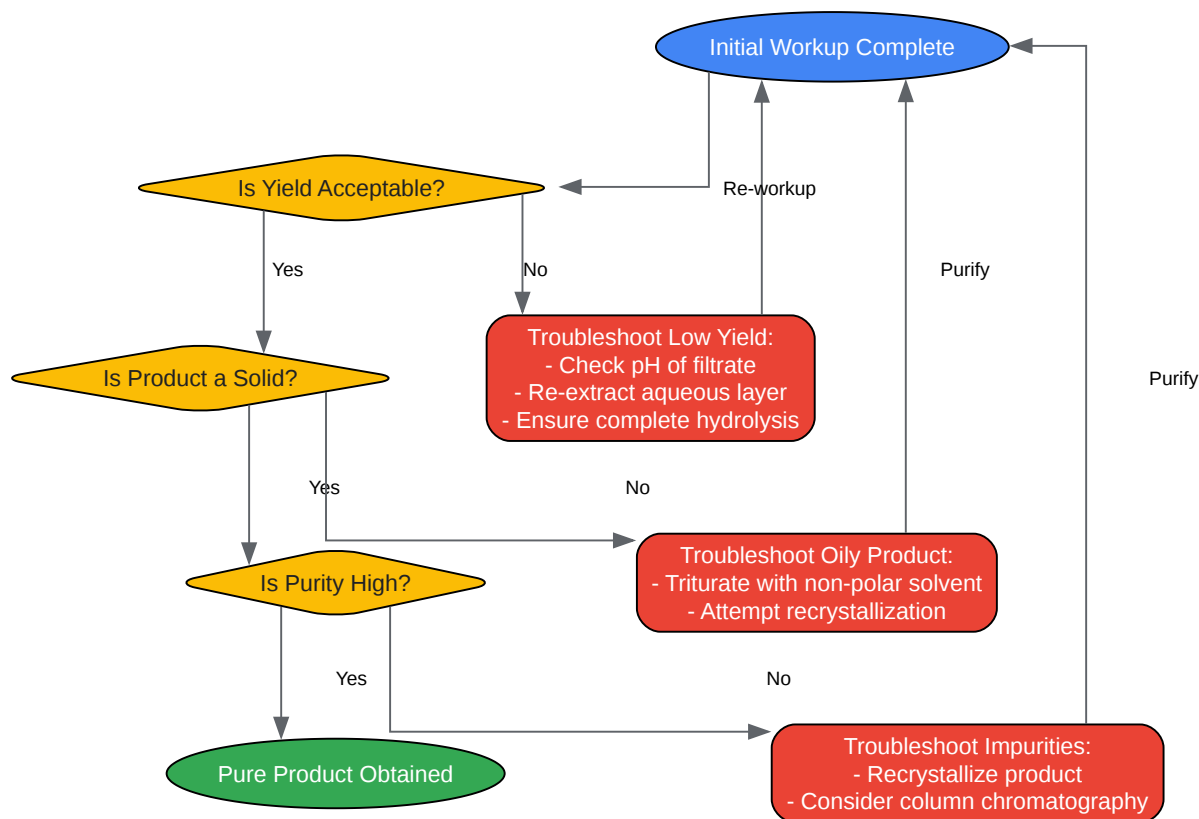 Initial Workup Complete
Is Yield Acceptable?
Re-workup
Yes
No
Purify
Troubleshoot Low Yield:
- Check pH of filtrate
- Re-extract aqueous layer
- Ensure complete hydrolysis
Is Product a Solid?
Purify
Yes
No
Troubleshoot Oily Product:
- Triturate with non-polar solvent
- Attempt recrystallization
Is Purity High?
Yes
No
Troubleshoot Impurities:
- Recrystallize product
- Consider column chromatography
Pure Product Obtained